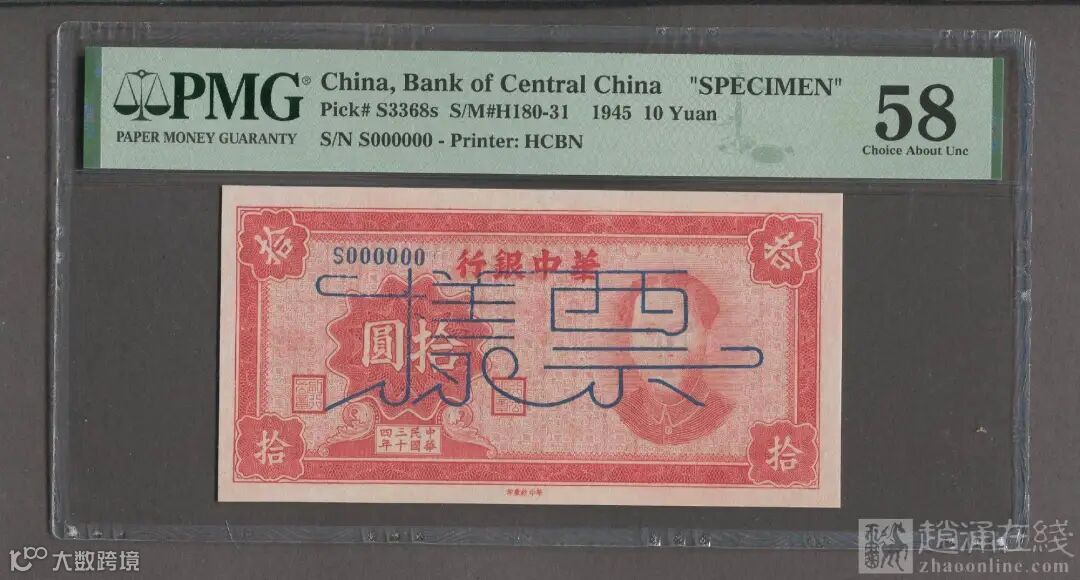 PMG®
PAPER MONEY GUARANTY
China, Bank of Central China "SPECIMEN"
Pick# S3368s S/M#H180-31 1945 10 Yuan
S/N S000000 - Printer: HCBN
58
Choice About Unc
拾
叁
S000000
行銀中華
樣票
圓拾
中華
民國
三十
四年
拾
拾
大数跨境
趙涌在綫
zhaoonline.com